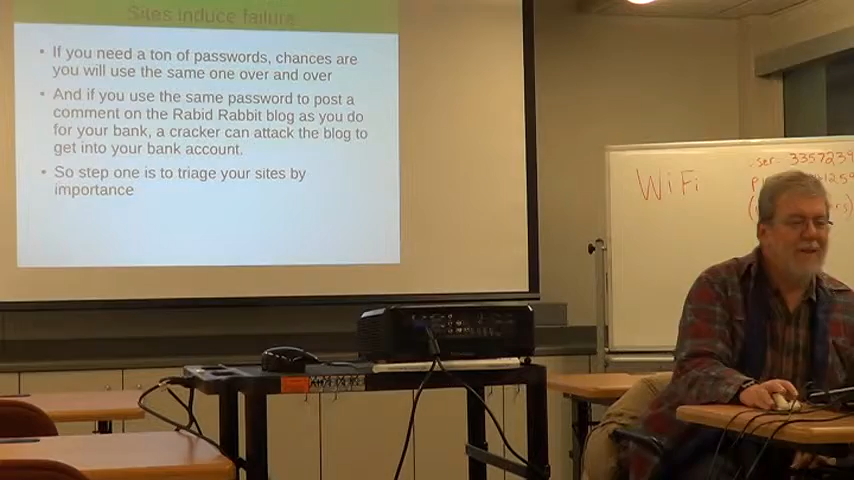 Sites induce failure
• If you need a ton of passwords, chances are
you will use the same one over and over
• And if you use the same password to post a
comment on the Rabid Rabbit blog as you do
for your bank, a cracker can attack the blog to
get into your bank account.
• So step one is to triage your sites by
importance
WiFi